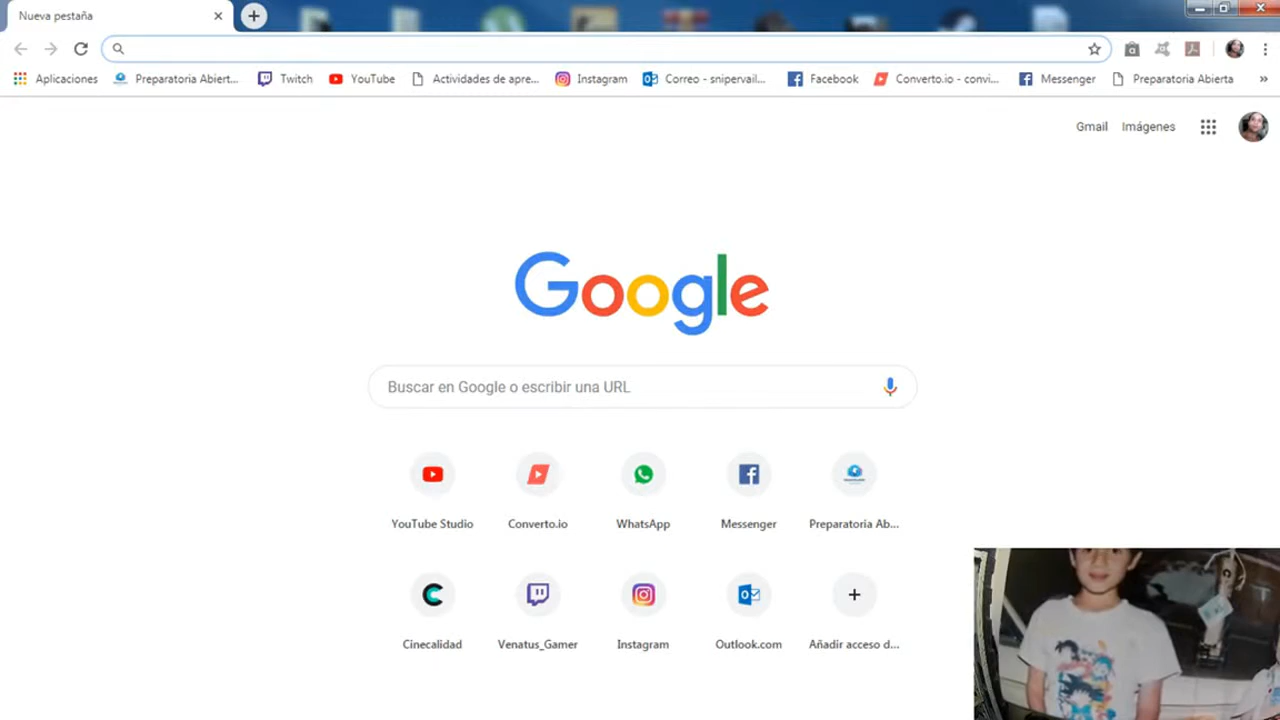 Nueva pestaña
Aplicaciones Preparatoria Abiert... Twitch YouTube Actividades de apre... Instagram Correo - snipervail... Facebook Converto.io - convi... Messenger Preparatoria Abierta »
Gmail Imágenes
Google
Buscar en Google o escribir una URL
YouTube Studio Converto.io WhatsApp Messenger Preparatoria Ab...
Cinecalidad Venatus_Gamer Instagram Outlook.com Añadir acceso d...